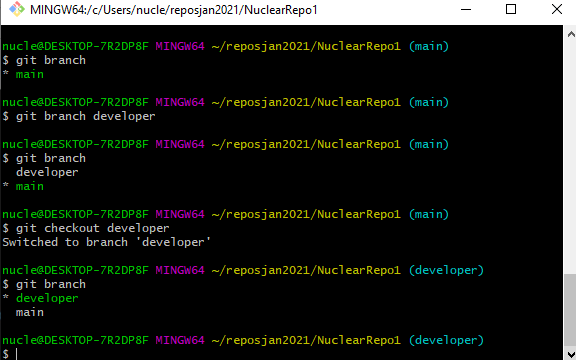 MINGW64:/c/Users/nucle/reposjan2021/NuclearRepo1
nucle@DESKTOP-7R2DP8F MINGW64 ~/reposjan2021/NuclearRepo1 (main)
$ git branch
* main
nucle@DESKTOP-7R2DP8F MINGW64 ~/reposjan2021/NuclearRepo1 (main)
$ git branch developer
nucle@DESKTOP-7R2DP8F MINGW64 ~/reposjan2021/NuclearRepo1 (main)
$ git branch
  developer
* main
nucle@DESKTOP-7R2DP8F MINGW64 ~/reposjan2021/NuclearRepo1 (main)
$ git checkout developer
Switched to branch 'developer'
nucle@DESKTOP-7R2DP8F MINGW64 ~/reposjan2021/NuclearRepo1 (developer)
$ git branch
* developer
  main
nucle@DESKTOP-7R2DP8F MINGW64 ~/reposjan2021/NuclearRepo1 (developer)
$